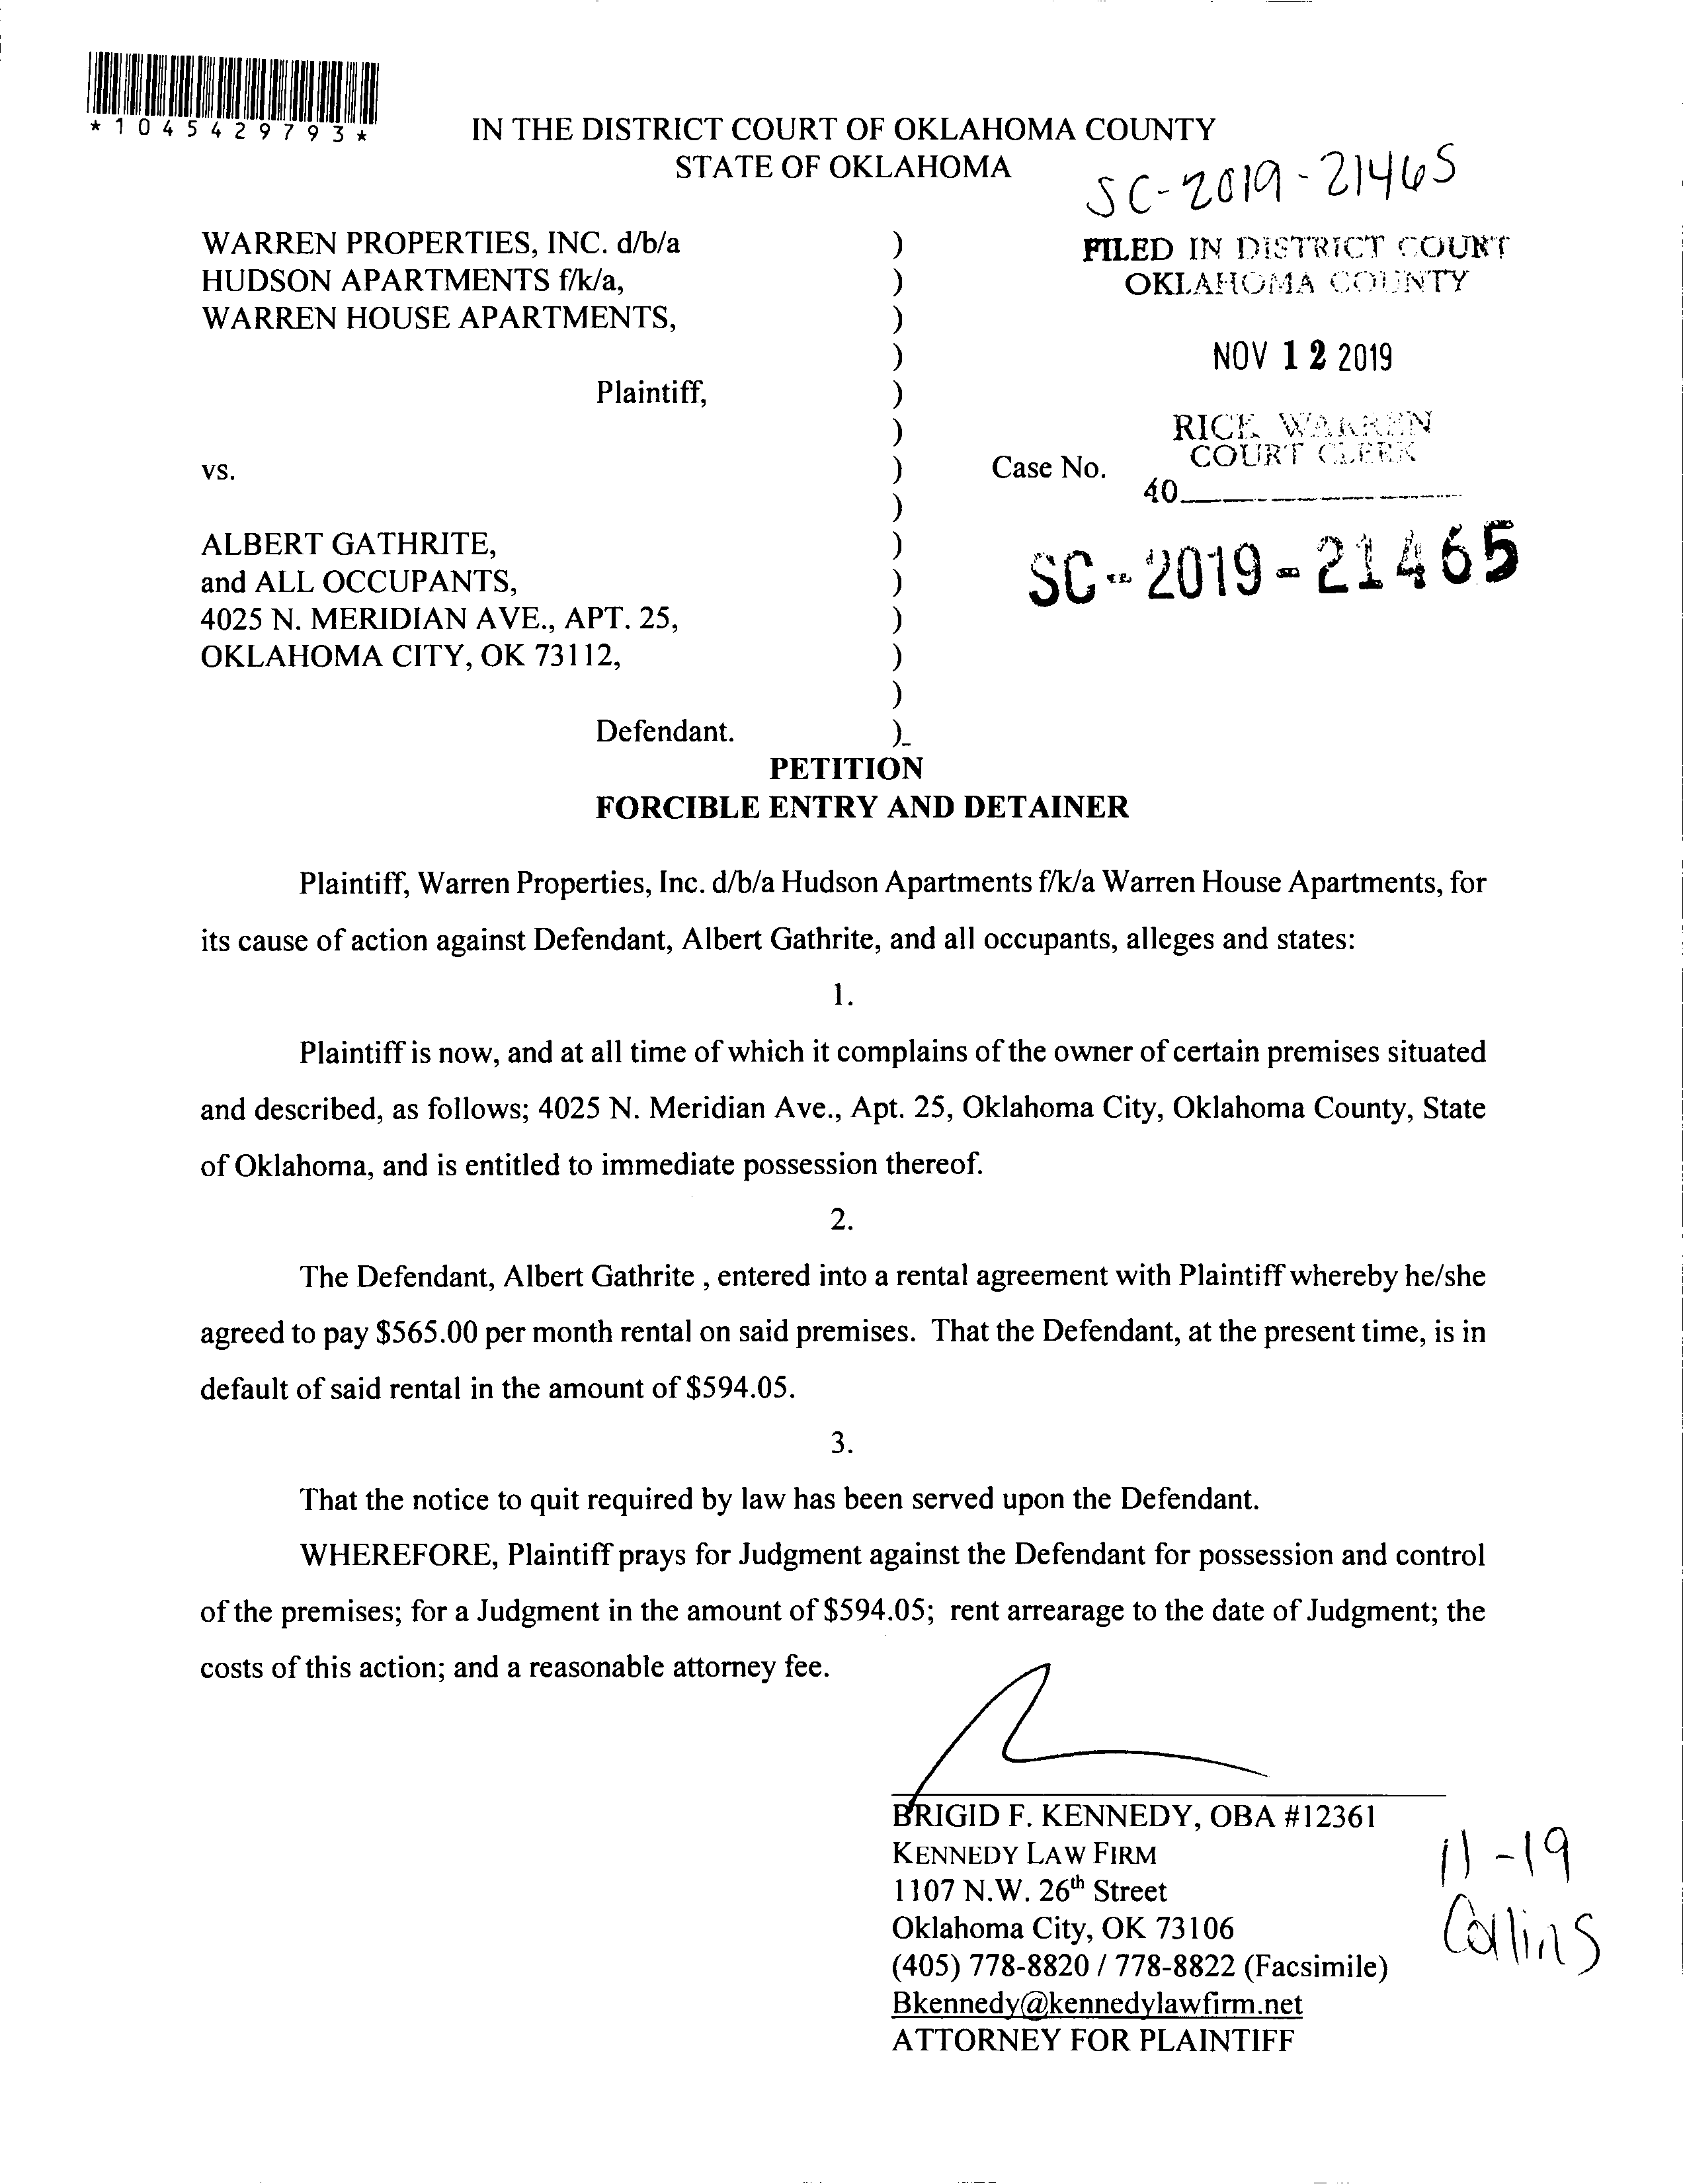 *1045429793*
IN THE DISTRICT COURT OF OKLAHOMA COUNTY
STATE OF OKLAHOMA
SC-2019-21465
WARREN PROPERTIES, INC. d/b/a )
HUDSON APARTMENTS f/k/a, )
WARREN HOUSE APARTMENTS, )
)
Plaintiff, )
)
vs. )
)
ALBERT GATHRITE, )
and ALL OCCUPANTS, )
4025 N. MERIDIAN AVE., APT. 25, )
OKLAHOMA CITY, OK 73112, )
)
Defendant. )
FILED IN DISTRICT COURT
OKLAHOMA COUNTY
NOV 12 2019
RICK WARREN
COURT CLERK
Case No.
40
SC-2019-21465
PETITION
FORCIBLE ENTRY AND DETAINER
Plaintiff, Warren Properties, Inc. d/b/a Hudson Apartments f/k/a Warren House Apartments, for
its cause of action against Defendant, Albert Gathrite, and all occupants, alleges and states:
1.
Plaintiff is now, and at all time of which it complains of the owner of certain premises situated
and described, as follows; 4025 N. Meridian Ave., Apt. 25, Oklahoma City, Oklahoma County, State
of Oklahoma, and is entitled to immediate possession thereof.
2.
The Defendant, Albert Gathrite , entered into a rental agreement with Plaintiff whereby he/she
agreed to pay $565.00 per month rental on said premises. That the Defendant, at the present time, is in
default of said rental in the amount of $594.05.
3.
That the notice to quit required by law has been served upon the Defendant.
WHEREFORE, Plaintiff prays for Judgment against the Defendant for possession and control
of the premises; for a Judgment in the amount of $594.05; rent arrearage to the date of Judgment; the
costs of this action; and a reasonable attorney fee.
BRIGID F. KENNEDY, OBA #12361
KENNEDY LAW FIRM
1107 N.W. 26th Street
Oklahoma City, OK 73106
(405) 778-8820 / 778-8822 (Facsimile)
Bkennedy@kennedylawfirm.net
ATTORNEY FOR PLAINTIFF
11-19
Collins